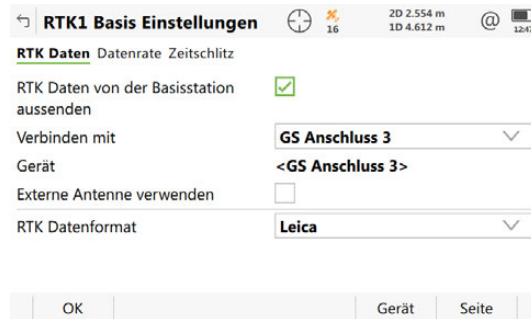 RTK1 Basis Einstellungen
16
2D 2.554 m
1D 4.612 m
@
RTK Daten Datenrate Zeitschlitz
RTK Daten von der Basisstation
aussenden
Verbinden mit GS Anschluss 3
Gerät <GS Anschluss 3>
Externe Antenne verwenden
RTK Datenformat Leica
OK Gerät Seite